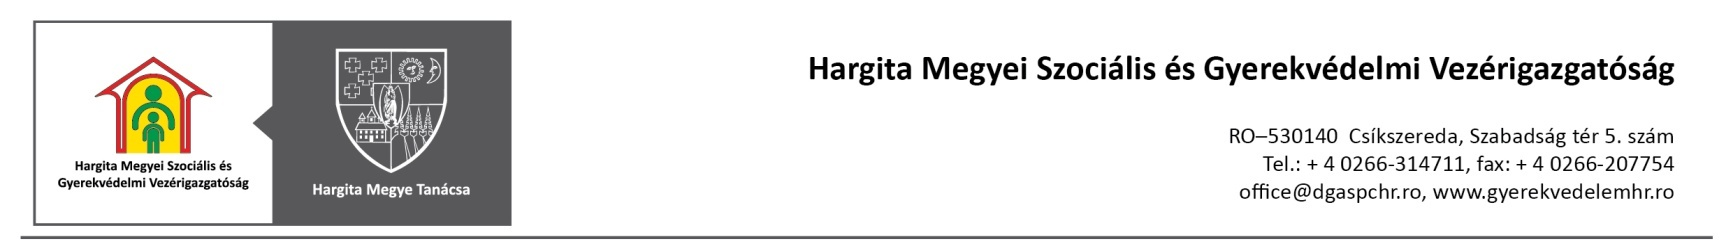 Hargita Megyei Szociális és
Gyerekvédelmi Vezérigazgatóság
Hargita Megye Tanácsa
Hargita Megyei Szociális és Gyerekvédelmi Vezérigazgatóság
RO–530140 Csíkszereda, Szabadság tér 5. szám
Tel.: + 4 0266-314711, fax: + 4 0266-207754
office@dgaspchr.ro, www.gyerekvedelemhr.ro